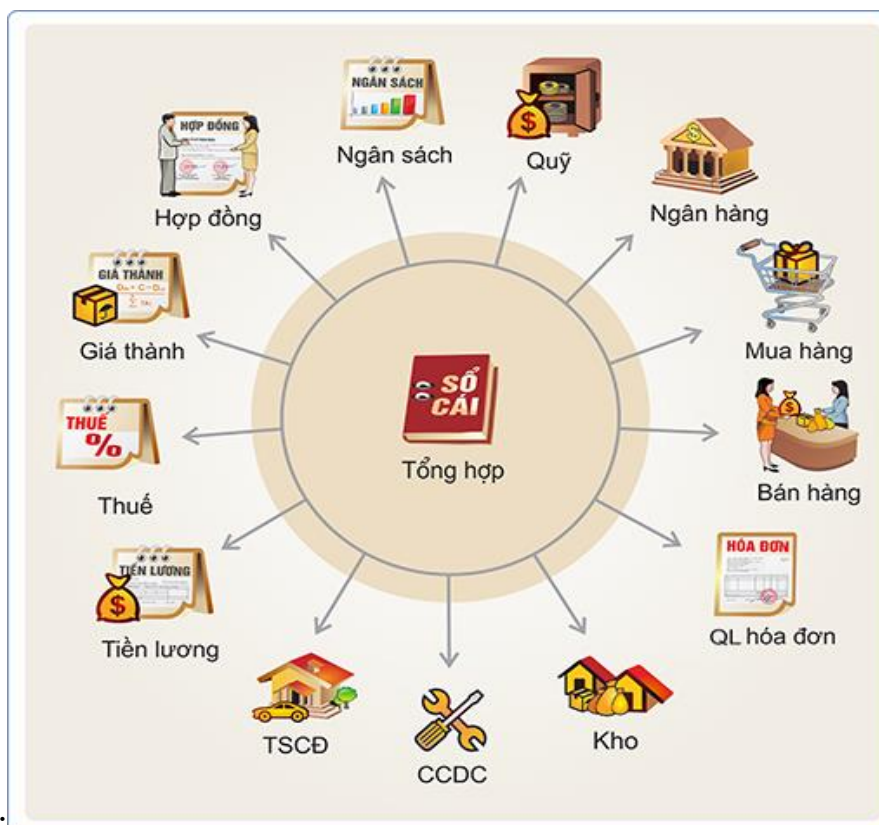 NGÂN SÁCH
Ngân sách
Quỹ
HỢP ĐỒNG
Hợp đồng
Ngân hàng
GIÁ THÀNH
Giá thành
Mua hàng
SỔ
CÁI
Tổng hợp
THUẾ
%
Thuế
Bán hàng
HÓA ĐƠN
QL hóa đơn
TIỀN LƯƠNG
Tiền lương
TSCĐ
CCDC
Kho